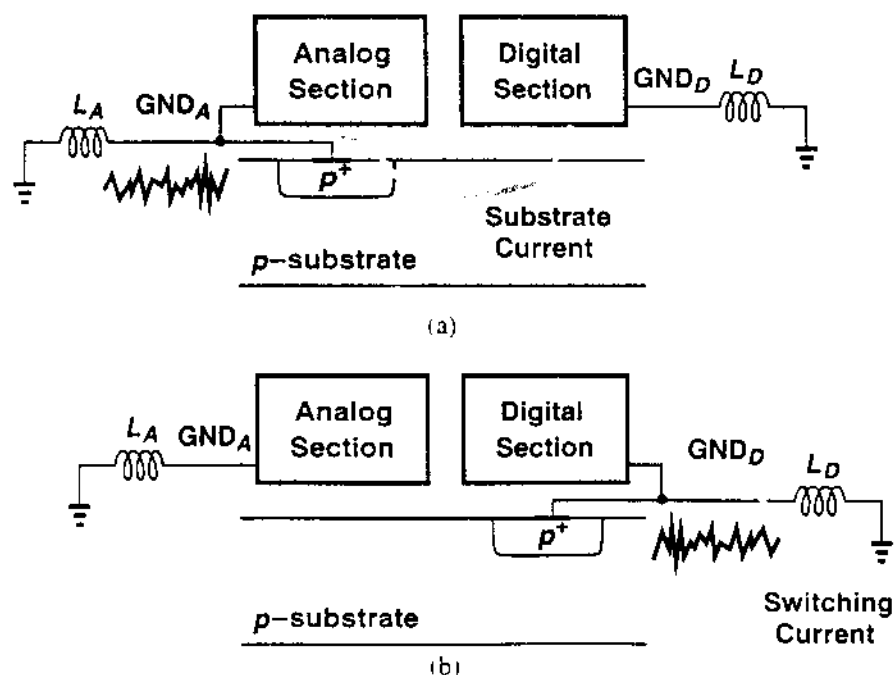 Analog
Section
Digital
Section
L_A
GND_A
GND_D
L_D
p+
Substrate
Current
p-substrate
(a)
Analog
Section
Digital
Section
L_A
GND_A
GND_D
L_D
p+
p-substrate
Switching
Current
(b)